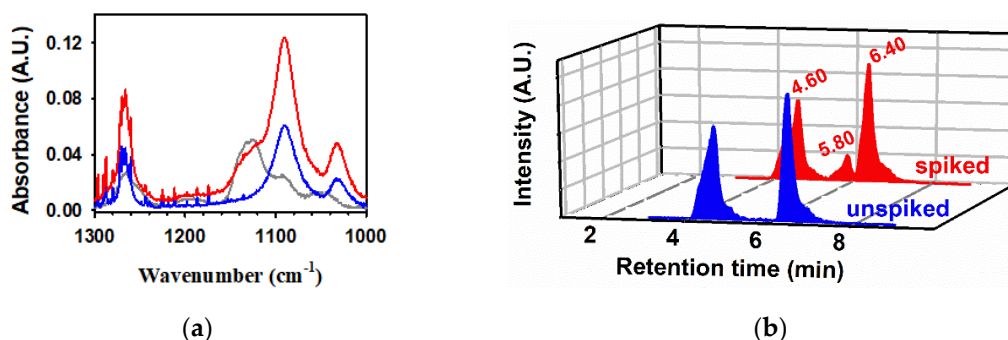 0.12
0.08
0.04
0.00
Absorbance (A.U.)
1300
1200
1100
1000
Wavenumber (cm⁻¹)
(a)
Intensity (A.U.)
4.60
5.80
6.40
spiked
unspiked
2
4
6
8
Retention time (min)
(b)